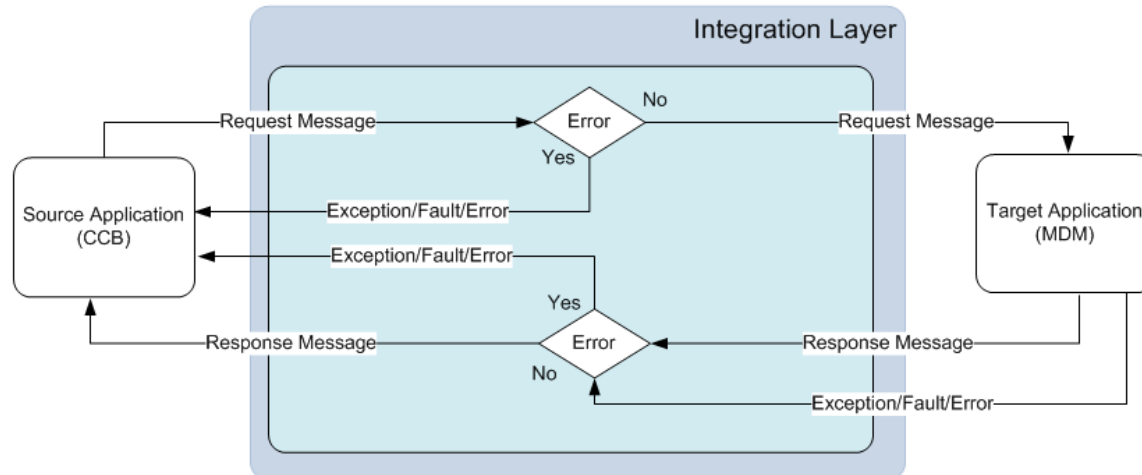 Integration Layer
No
Request Message
Error
Request Message
Yes
Source Application
(CCB)
Exception/Fault/Error
Target Application
(MDM)
Exception/Fault/Error
Yes
Response Message
Error
Response Message
No
Exception/Fault/Error